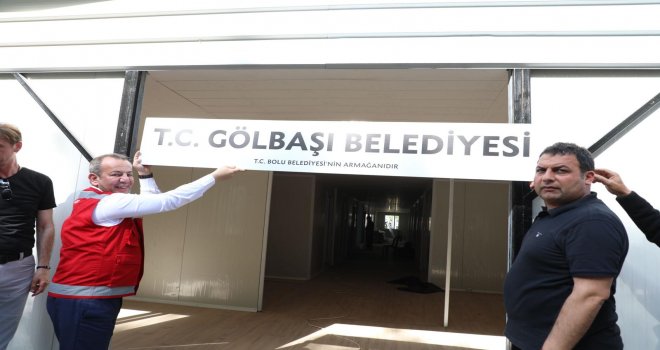 T.C. GÖLBAŞI BELEDİYESİ
T.C. BOLU BELEDİYESİ'NİN ARMAĞANIDIR